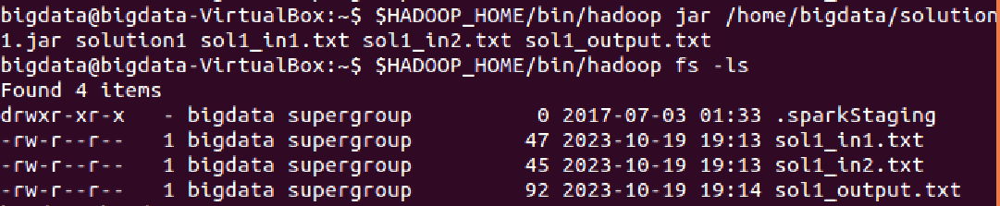 bigdata@bigdata-VirtualBox:~$ $HADOOP_HOME/bin/hadoop jar /home/bigdata/solution
1.jar solution1 sol1_in1.txt sol1_in2.txt sol1_output.txt
bigdata@bigdata-VirtualBox:~$ $HADOOP_HOME/bin/hadoop fs -ls
Found 4 items
drwxr-xr-x   - bigdata supergroup          0 2017-07-03 01:33 .sparkStaging
-rw-r--r--   1 bigdata supergroup         47 2023-10-19 19:13 sol1_in1.txt
-rw-r--r--   1 bigdata supergroup         45 2023-10-19 19:13 sol1_in2.txt
-rw-r--r--   1 bigdata supergroup         92 2023-10-19 19:14 sol1_output.txt